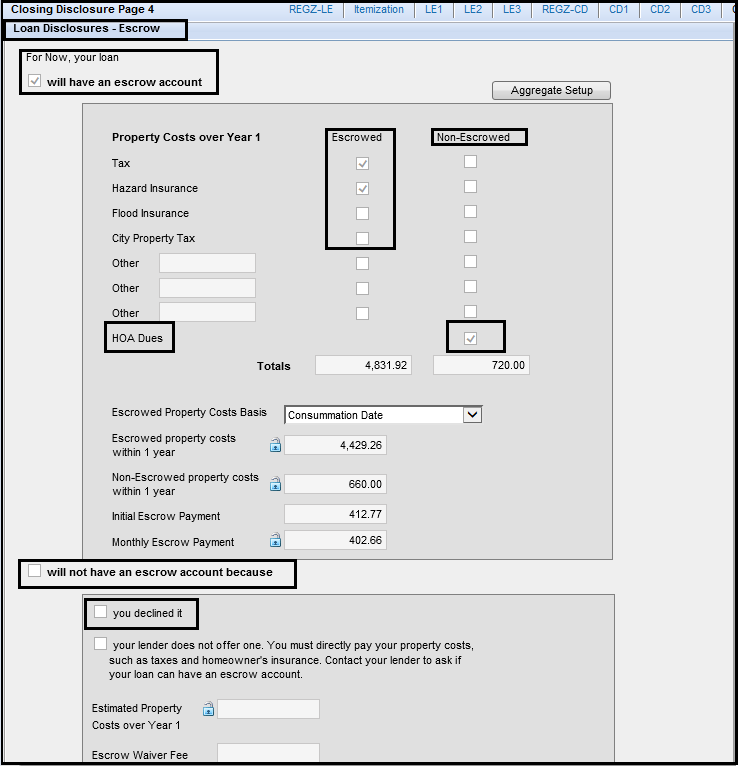 Closing Disclosure Page 4 REGZ-LE Itemization LE1 LE2 LE3 REGZ-CD CD1 CD2 CD3
Loan Disclosures - Escrow
For Now, your loan
will have an escrow account
Aggregate Setup
Property Costs over Year 1 Escrowed Non-Escrowed
Tax
Hazard Insurance
Flood Insurance
City Property Tax
Other
Other
Other
HOA Dues
Totals 4,831.92 720.00
Escrowed Property Costs Basis Consummation Date
Escrowed property costs
within 1 year 4,429.26
Non-Escrowed property costs
within 1 year 660.00
Initial Escrow Payment 412.77
Monthly Escrow Payment 402.66
will not have an escrow account because
you declined it
your lender does not offer one. You must directly pay your property costs,
such as taxes and homeowner's insurance. Contact your lender to ask if
your loan can have an escrow account.
Estimated Property
Costs over Year 1
Escrow Waiver Fee